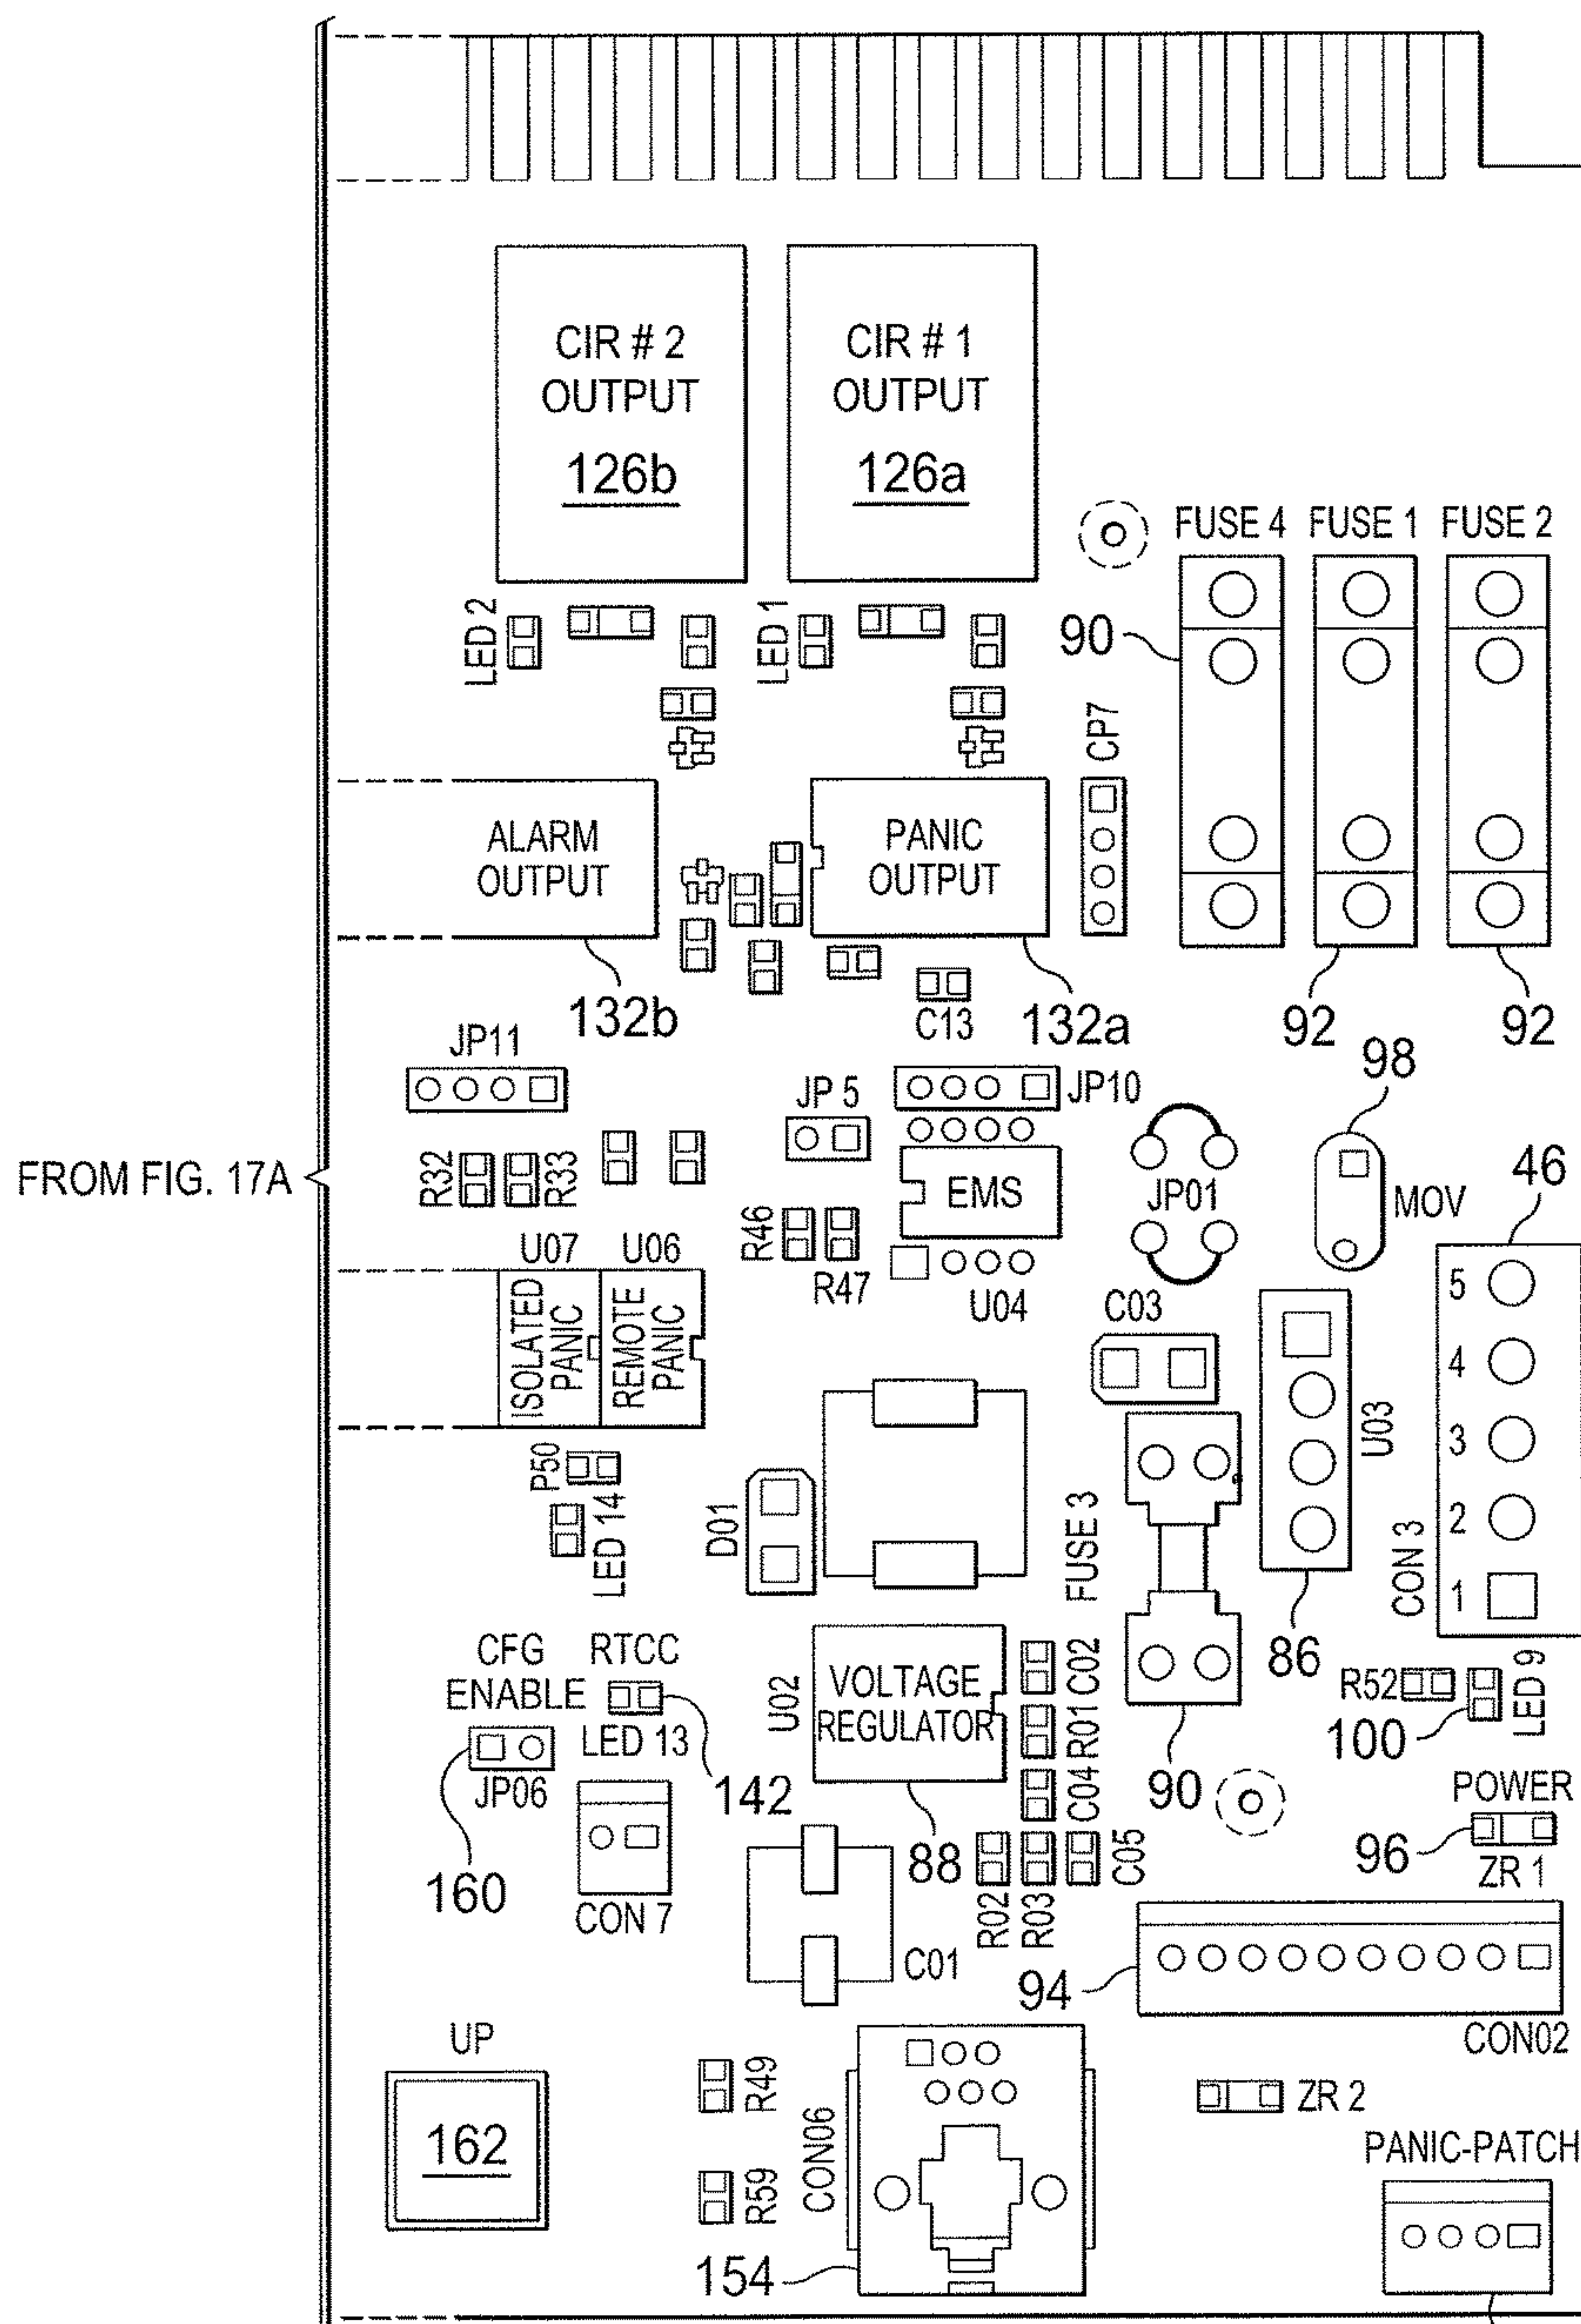 CIR # 2
OUTPUT
126b
CIR # 1
OUTPUT
126a
FUSE 4
FUSE 1
FUSE 2
LED 2
LED 1
90
CP7
ALARM
OUTPUT
PANIC
OUTPUT
132b
C13
132a
92
92
JP11
JP 5
JP10
98
FROM FIG. 17A
R32
R33
EMS
JP01
MOV
46
R46
R47
U07
U06
U04
C03
ISOLATED
PANIC
REMOTE
PANIC
U03
5
4
3
2
1
CON 3
P50
LED 14
D01
FUSE 3
86
CFG
ENABLE
RTCC
LED 13
JP06
142
U02
VOLTAGE
REGULATOR
C02
R01
C04
R52
LED 9
100
90
POWER
96
ZR 1
160
CON 7
88
R02
R03
C05
C01
94
CON02
UP
162
R49
R59
CON06
154
ZR 2
PANIC-PATCH